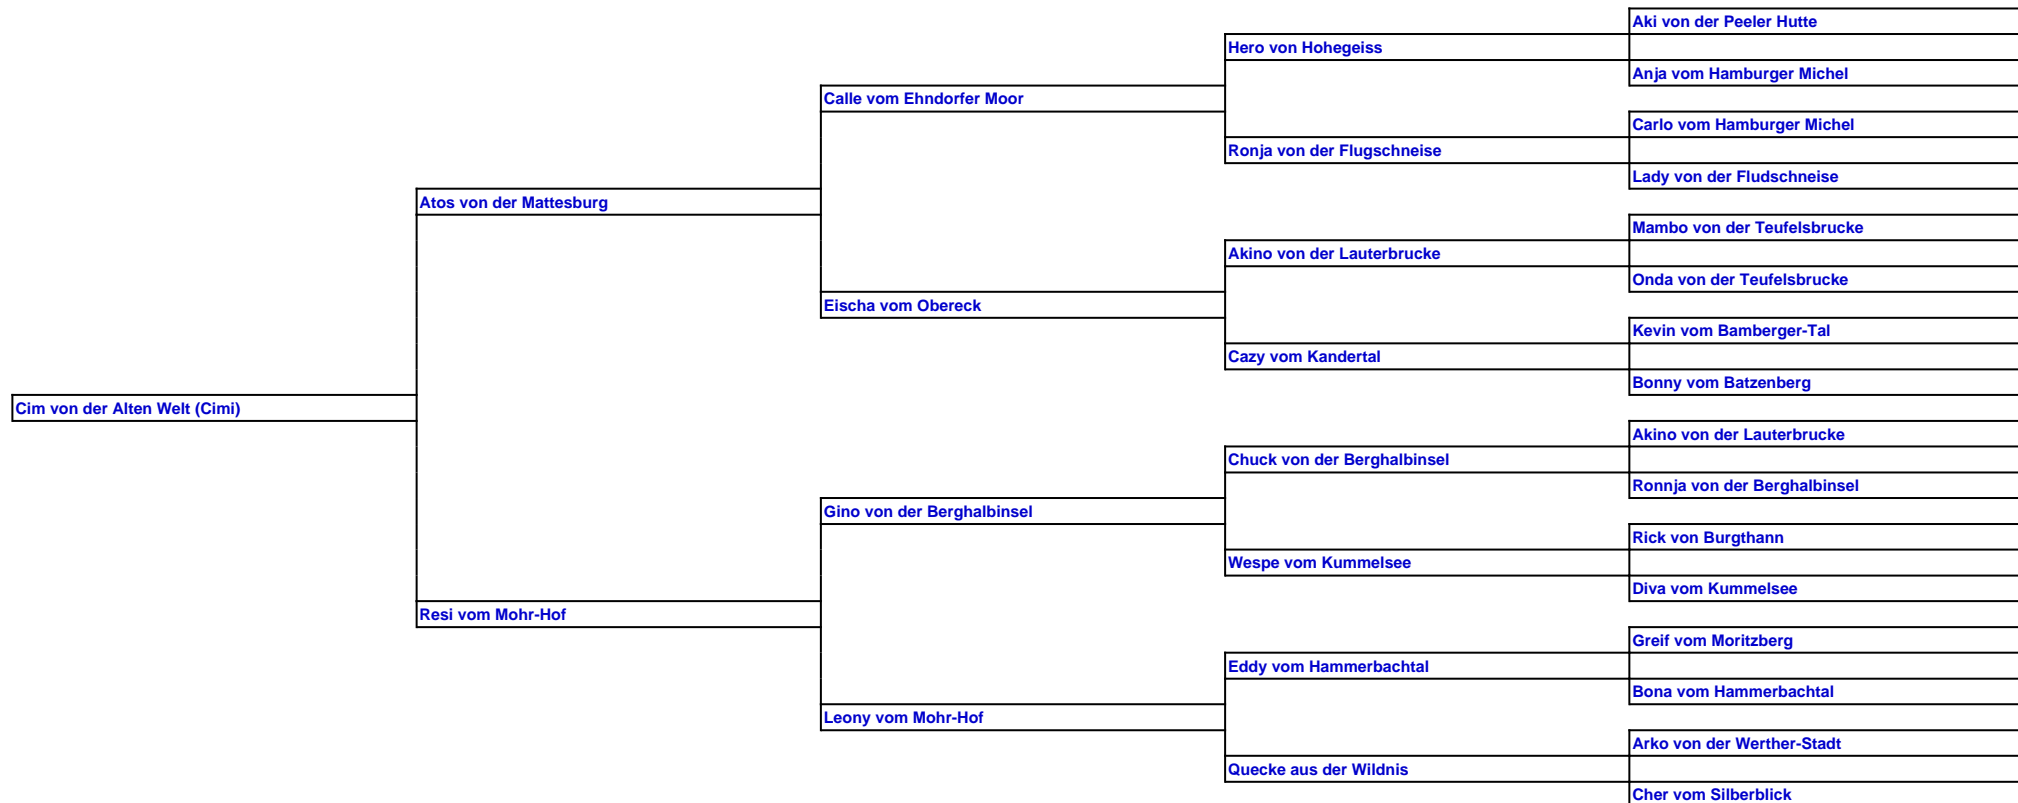 Aki von der Peeler Hutte
Hero von Hohegeiss
Anja vom Hamburger Michel
Calle vom Ehndorfer Moor
Carlo vom Hamburger Michel
Ronja von der Flugschneise
Lady von der Fludschneise
Atos von der Mattesburg
Mambo von der Teufelsbrucke
Akino von der Lauterbrucke
Onda von der Teufelsbrucke
Eischa vom Obereck
Kevin vom Bamberger-Tal
Cazy vom Kandertal
Bonny vom Batzenberg
Cim von der Alten Welt (Cimi)
Akino von der Lauterbrucke
Chuck von der Berghalbinsel
Ronnja von der Berghalbinsel
Gino von der Berghalbinsel
Rick von Burgthann
Wespe vom Kummelsee
Diva vom Kummelsee
Resi vom Mohr-Hof
Greif vom Moritzberg
Eddy vom Hammerbachtal
Bona vom Hammerbachtal
Leony vom Mohr-Hof
Arko von der Werther-Stadt
Quecke aus der Wildnis
Cher vom Silberblick